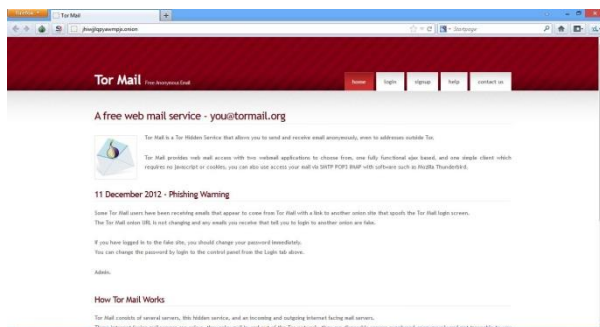 Tor Mail
jhiwjjlqpyawmpjx.onion
Startpage
Tor Mail Free Anonymous Email
home login signup help contact us
A free web mail service - you@tormail.org
Tor Mail is a Tor Hidden Service that allows you to send and receive email anonymously, even to addresses outside Tor.
Tor Mail provides web mail access with two webmail applications to choose from, one fully functional ajax based, and one simple client which
requires no javascript or cookies, you can also use access your mail via SMTP POP3 IMAP with software such as Mozilla Thunderbird.
11 December 2012 - Phishing Warning
Some Tor Mail users have been receiving emails that appear to come from Tor Mail with a link to another onion site that spoofs the Tor Mail login screen.
The Tor Mail onion URL is not changing and any emails you receive that tell you to login to another onion are fake.
If you have logged in to the fake site, you should change your password immediately.
You can change the password by login to the control panel from the Login tab above.
Admin.
How Tor Mail Works
Tor Mail consists of several servers, this hidden service, and an incoming and outgoing internet facing mail servers.